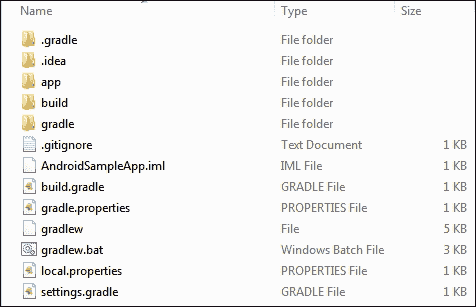 Name Type Size
.gradle File folder
.idea File folder
app File folder
build File folder
gradle File folder
.gitignore Text Document 1 KB
AndroidSampleApp.iml IML File 1 KB
build.gradle GRADLE File 1 KB
gradle.properties PROPERTIES File 1 KB
gradlew File 5 KB
gradlew.bat Windows Batch File 3 KB
local.properties PROPERTIES File 1 KB
settings.gradle GRADLE File 1 KB